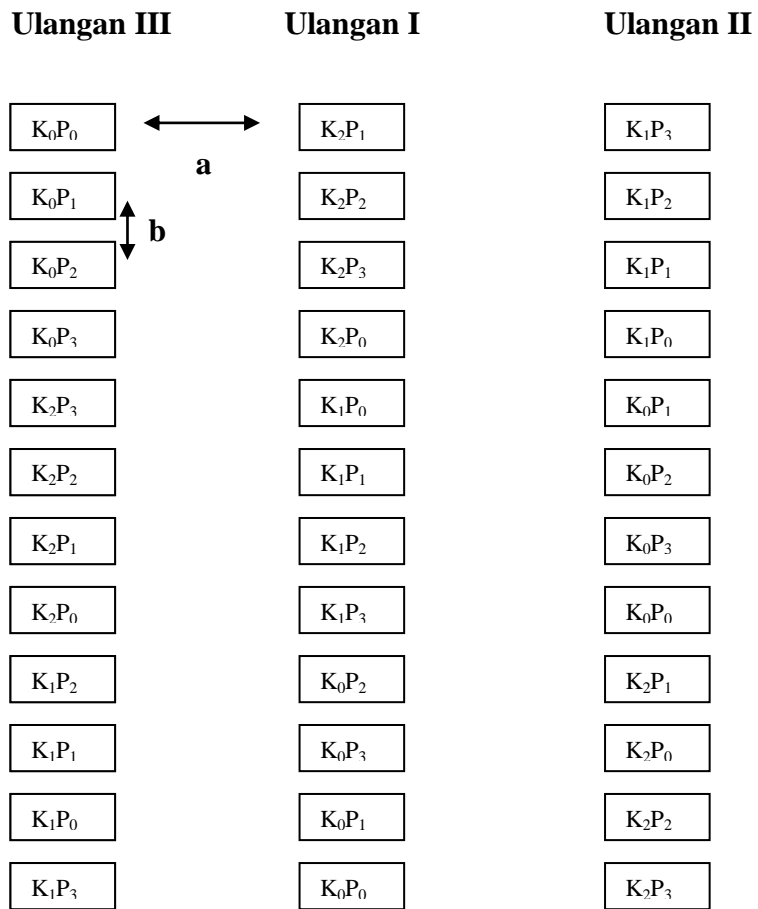 Ulangan III Ulangan I Ulangan II
K₀P₀ K₂P₁ K₁P₃
a
K₀P₁ K₂P₂ K₁P₂
b
K₀P₂ K₂P₃ K₁P₁
K₀P₃ K₂P₀ K₁P₀
K₂P₃ K₁P₀ K₀P₁
K₂P₂ K₁P₁ K₀P₂
K₂P₁ K₁P₂ K₀P₃
K₂P₀ K₁P₃ K₀P₀
K₁P₂ K₀P₂ K₂P₁
K₁P₁ K₀P₃ K₂P₀
K₁P₀ K₀P₁ K₂P₂
K₁P₃ K₀P₀ K₂P₃